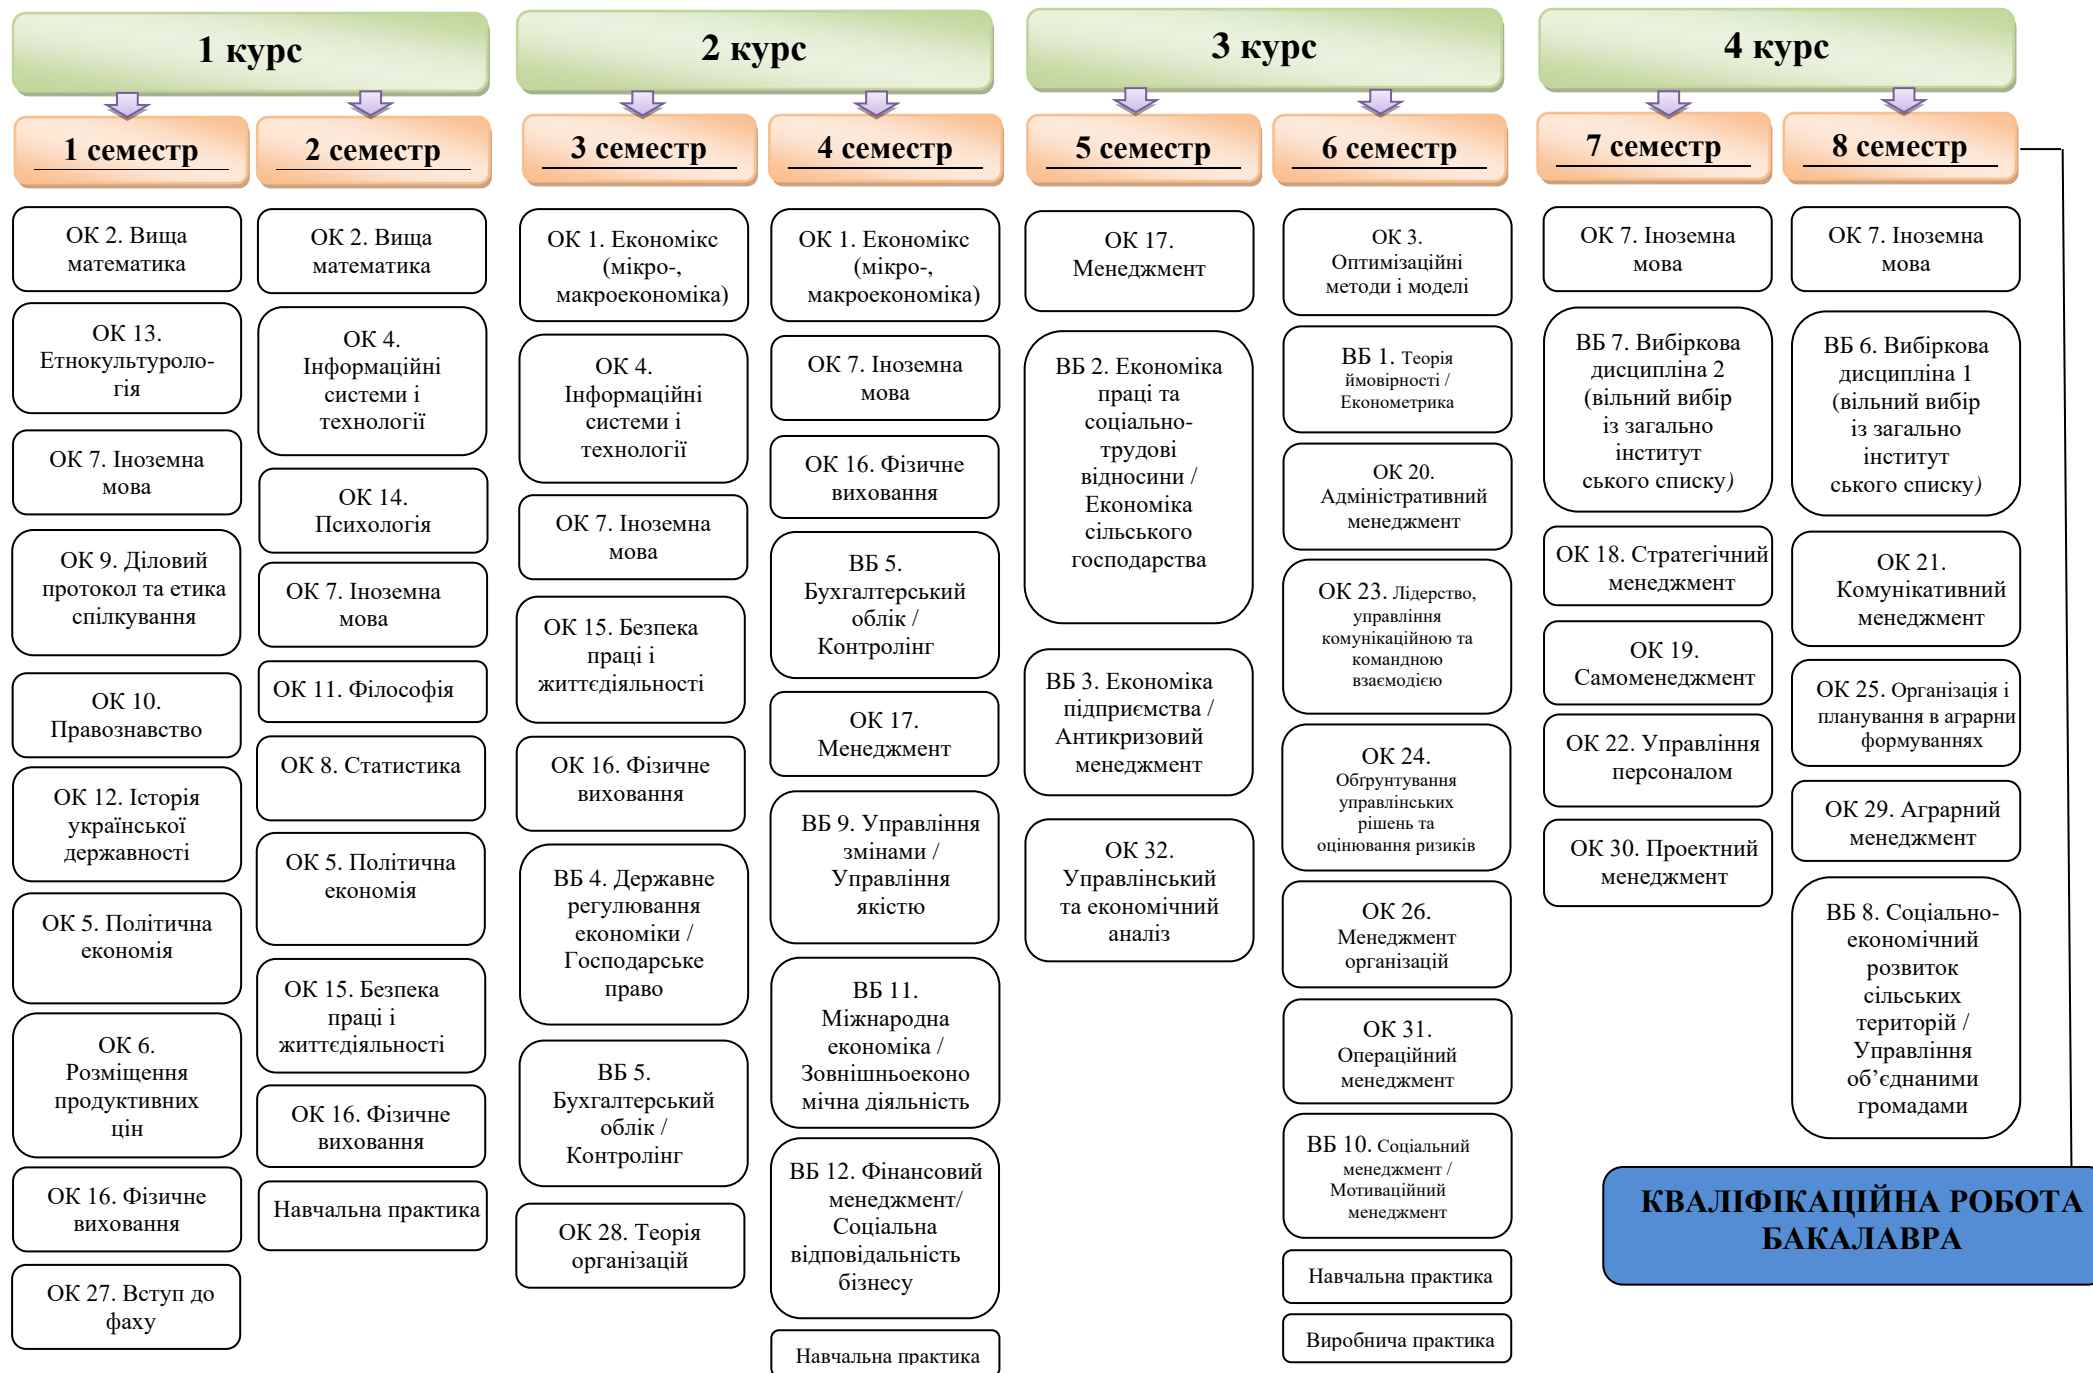 1 курс
2 курс
3 курс
4 курс
1 семестр
2 семестр
3 семестр
4 семестр
5 семестр
6 семестр
7 семестр
8 семестр
ОК 2. Вища
математика
ОК 13.
Етнокультуроло-
гія
ОК 7. Іноземна
мова
ОК 9. Діловий
протокол та етика
спілкування
ОК 10.
Правознавство
ОК 12. Історія
української
державності
ОК 5. Політична
економія
ОК 6.
Розміщення
продуктивних
цін
ОК 16. Фізичне
виховання
ОК 27. Вступ до
фаху
ОК 2. Вища
математика
ОК 4.
Інформаційні
системи і
технології
ОК 14.
Психологія
ОК 7. Іноземна
мова
ОК 11. Філософія
ОК 8. Статистика
ОК 5. Політична
економія
ОК 15. Безпека
праці і
життєдіяльності
ОК 16. Фізичне
виховання
Навчальна практика
ОК 1. Економікс
(мікро-,
макроекономіка)
ОК 4.
Інформаційні
системи і
технології
ОК 7. Іноземна
мова
ОК 15. Безпека
праці і
життєдіяльності
ОК 16. Фізичне
виховання
ВБ 4. Державне
регулювання
економіки /
Господарське
право
ВБ 5.
Бухгалтерський
облік /
Контролінг
ОК 28. Теорія
організацій
ОК 1. Економікс
(мікро-,
макроекономіка)
ОК 7. Іноземна
мова
ОК 16. Фізичне
виховання
ВБ 5.
Бухгалтерський
облік /
Контролінг
ОК 17.
Менеджмент
ВБ 9. Управління
змінами /
Управління
якістю
ВБ 11.
Міжнародна
економіка /
Зовнішньоеконо
мічна діяльність
ВБ 12. Фінансовий
менеджмент/
Соціальна
відповідальність
бізнесу
Навчальна практика
ОК 17.
Менеджмент
ВБ 2. Економіка
праці та
соціально-
трудові
відносини /
Економіка
сільського
господарства
ВБ 3. Економіка
підприємства /
Антикризовий
менеджмент
ОК 32.
Управлінський
та економічний
аналіз
ОК 3.
Оптимізаційні
методи і моделі
ВБ 1. Теорія
ймовірності /
Економетрика
ОК 20.
Адміністративний
менеджмент
ОК 23. Лідерство,
управління
комунікаційною та
командною
взаємодією
ОК 24.
Обґрунтування
управлінських
рішень та
оцінювання ризиків
ОК 26.
Менеджмент
організацій
ОК 31.
Операційний
менеджмент
ВБ 10. Соціальний
менеджмент /
Мотиваційний
менеджмент
Навчальна практика
Виробнича практика
ОК 7. Іноземна
мова
ВБ 7. Вибіркова
дисципліна 2
(вільний вибір
із загально
інститут
ського списку)
ОК 18. Стратегічний
менеджмент
ОК 19.
Самоменеджмент
ОК 22. Управління
персоналом
ОК 30. Проектний
менеджмент
ОК 7. Іноземна
мова
ВБ 6. Вибіркова
дисципліна 1
(вільний вибір
із загально
інститут
ського списку)
ОК 21.
Комунікативний
менеджмент
ОК 25. Організація і
планування в аграрни
формуваннях
ОК 29. Аграрний
менеджмент
ВБ 8. Соціально-
економічний
розвиток
сільських
територій /
Управління
об’єднаними
громадами
КВАЛІФІКАЦІЙНА РОБОТА
БАКАЛАВРА